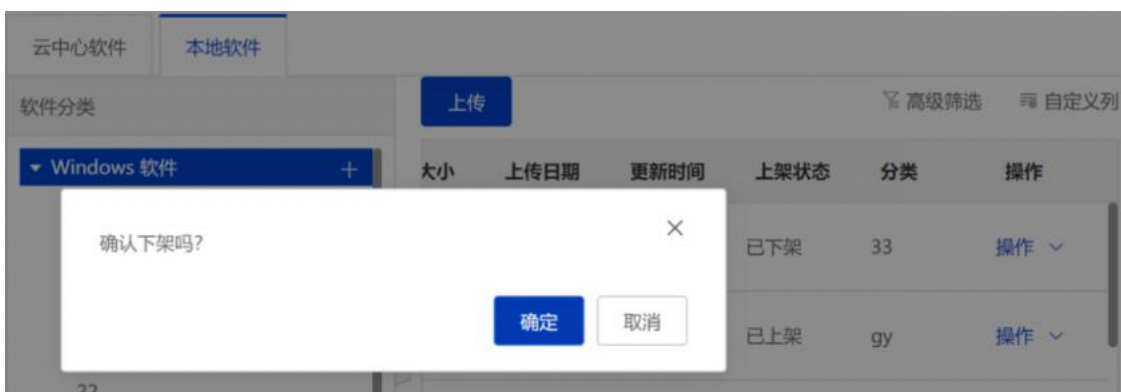 云中心软件 本地软件
软件分类
上传 高级筛选 自定义列
Windows 软件
大小 上传日期 更新时间 上架状态 分类 操作
确认下架吗?
已下架 33 操作
确定 取消
已上架 gy 操作
22